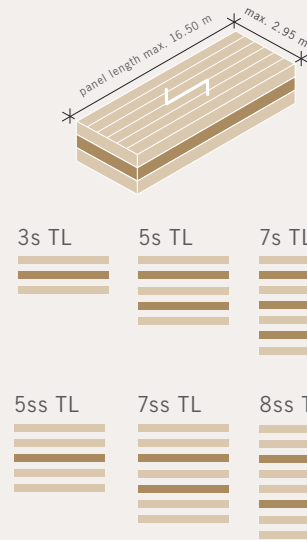 panel length max. 16.50 m
max. 2.95 m
3s TL
5s TL
7s TL
5ss TL
7ss TL
8ss T